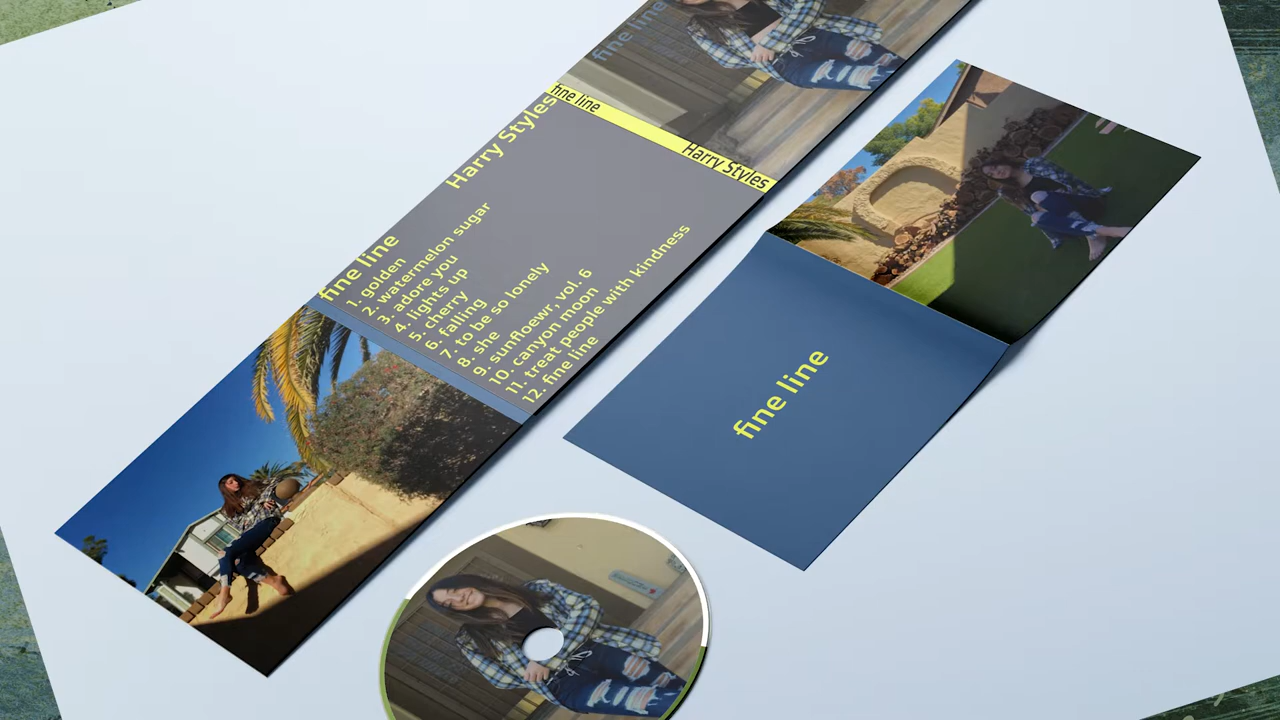 fine line
fine line
Harry Styles
Harry Styles
fine line
1. golden
2. watermelon sugar
3. adore you
4. lights up
5. cherry
6. falling
7. to be so lonely
8. she
9. sunfloewr, vol. 6
10. canyon moon
11. treat people with kindness
12. fine line
fine line